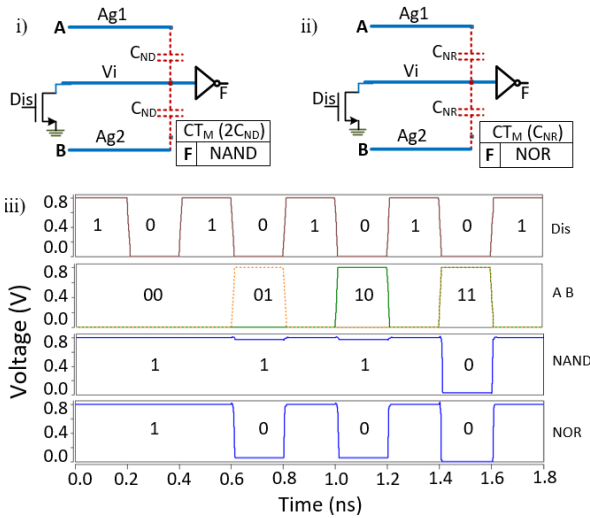 i)
A
Ag1
C_ND
Vi
F
Dis
C_ND
B
Ag2
CT_M (2C_ND)
F NAND
ii)
A
Ag1
C_NR
Vi
F
Dis
C_NR
B
Ag2
CT_M (C_NR)
F NOR
iii)
Voltage (V)
0.8
0.4
0.0
1 0 1 0 1 0 1 0 1
Dis
0.8
0.4
0.0
00 01 10 11
A B
0.8
0.4
0.0
1 1 1 0
NAND
0.8
0.4
0.0
1 0 0 0
NOR
0.0 0.2 0.4 0.6 0.8 1.0 1.2 1.4 1.6 1.8
Time (ns)